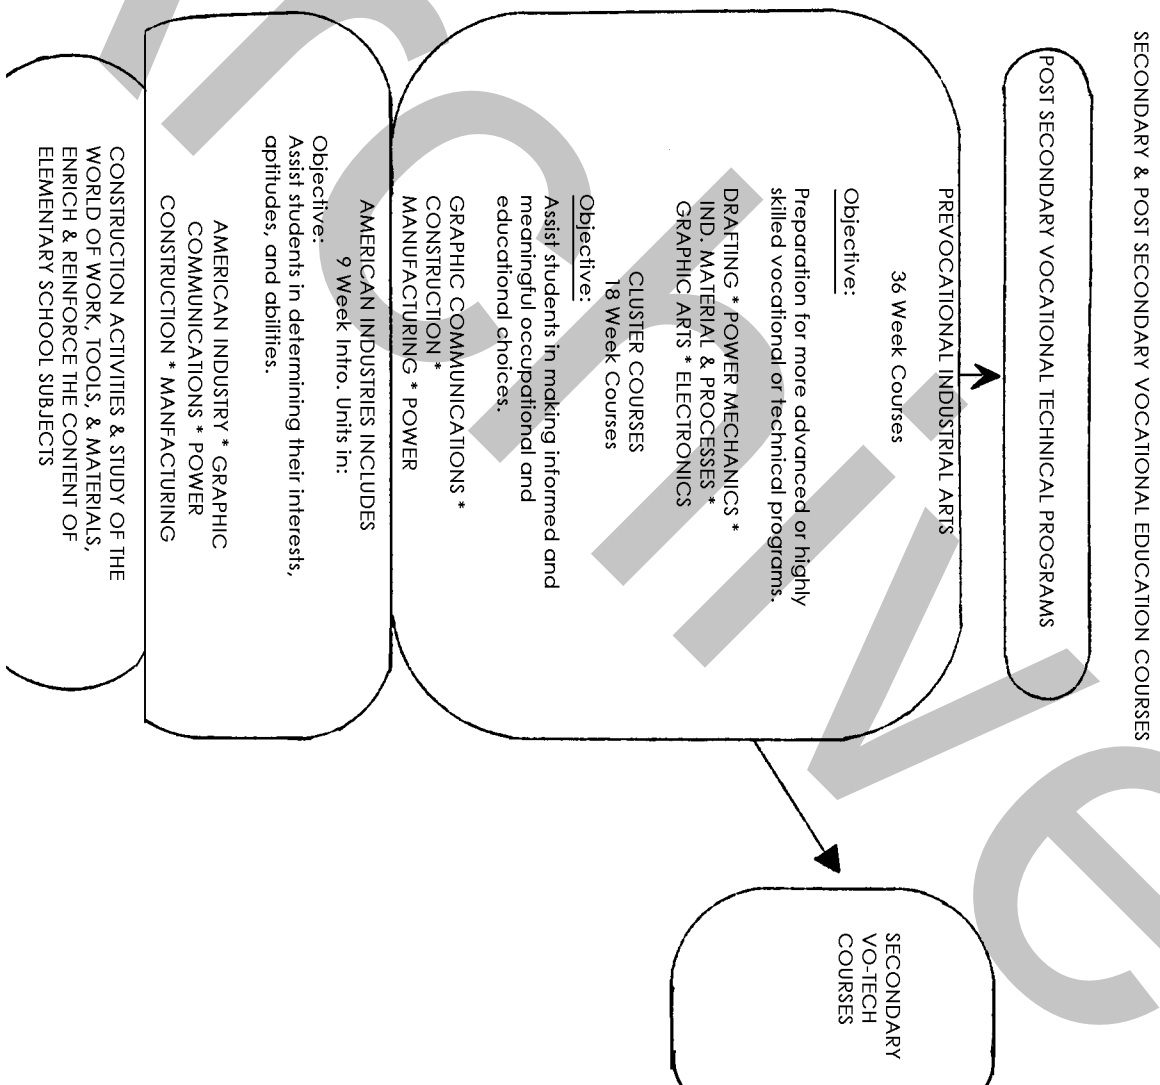 SECONDARY & POST SECONDARY VOCATIONAL EDUCATION COURSES
POST SECONDARY VOCATIONAL TECHNICAL PROGRAMS
PREVOCATIONAL INDUSTRIAL ARTS
36 Week Courses
Objective:
Preparation for more advanced or highly
skilled vocational or technical programs.
DRAFTING * POWER MECHANICS *
IND. MATERIAL & PROCESSES *
GRAPHIC ARTS * ELECTRONICS
CLUSTER COURSES
18 Week Courses
Objective:
Assist students in making informed and
meaningful occupational and
educational choices.
GRAPHIC COMMUNICATIONS *
CONSTRUCTION *
MANUFACTURING * POWER
AMERICAN INDUSTRIES INCLUDES
9 Week Intro. Units in:
Objective:
Assist students in determining their interests,
aptitudes, and abilities.
AMERICAN INDUSTRY * GRAPHIC
COMMUNICATIONS * POWER
CONSTRUCTION * MANFACTURING
CONSTRUCTION ACTIVITIES & STUDY OF THE
WORLD OF WORK, TOOLS, & MATERIALS,
ENRICH & REINFORCE THE CONTENT OF
ELEMENTARY SCHOOL SUBJECTS
SECONDARY
VO-TECH
COURSES
rchive